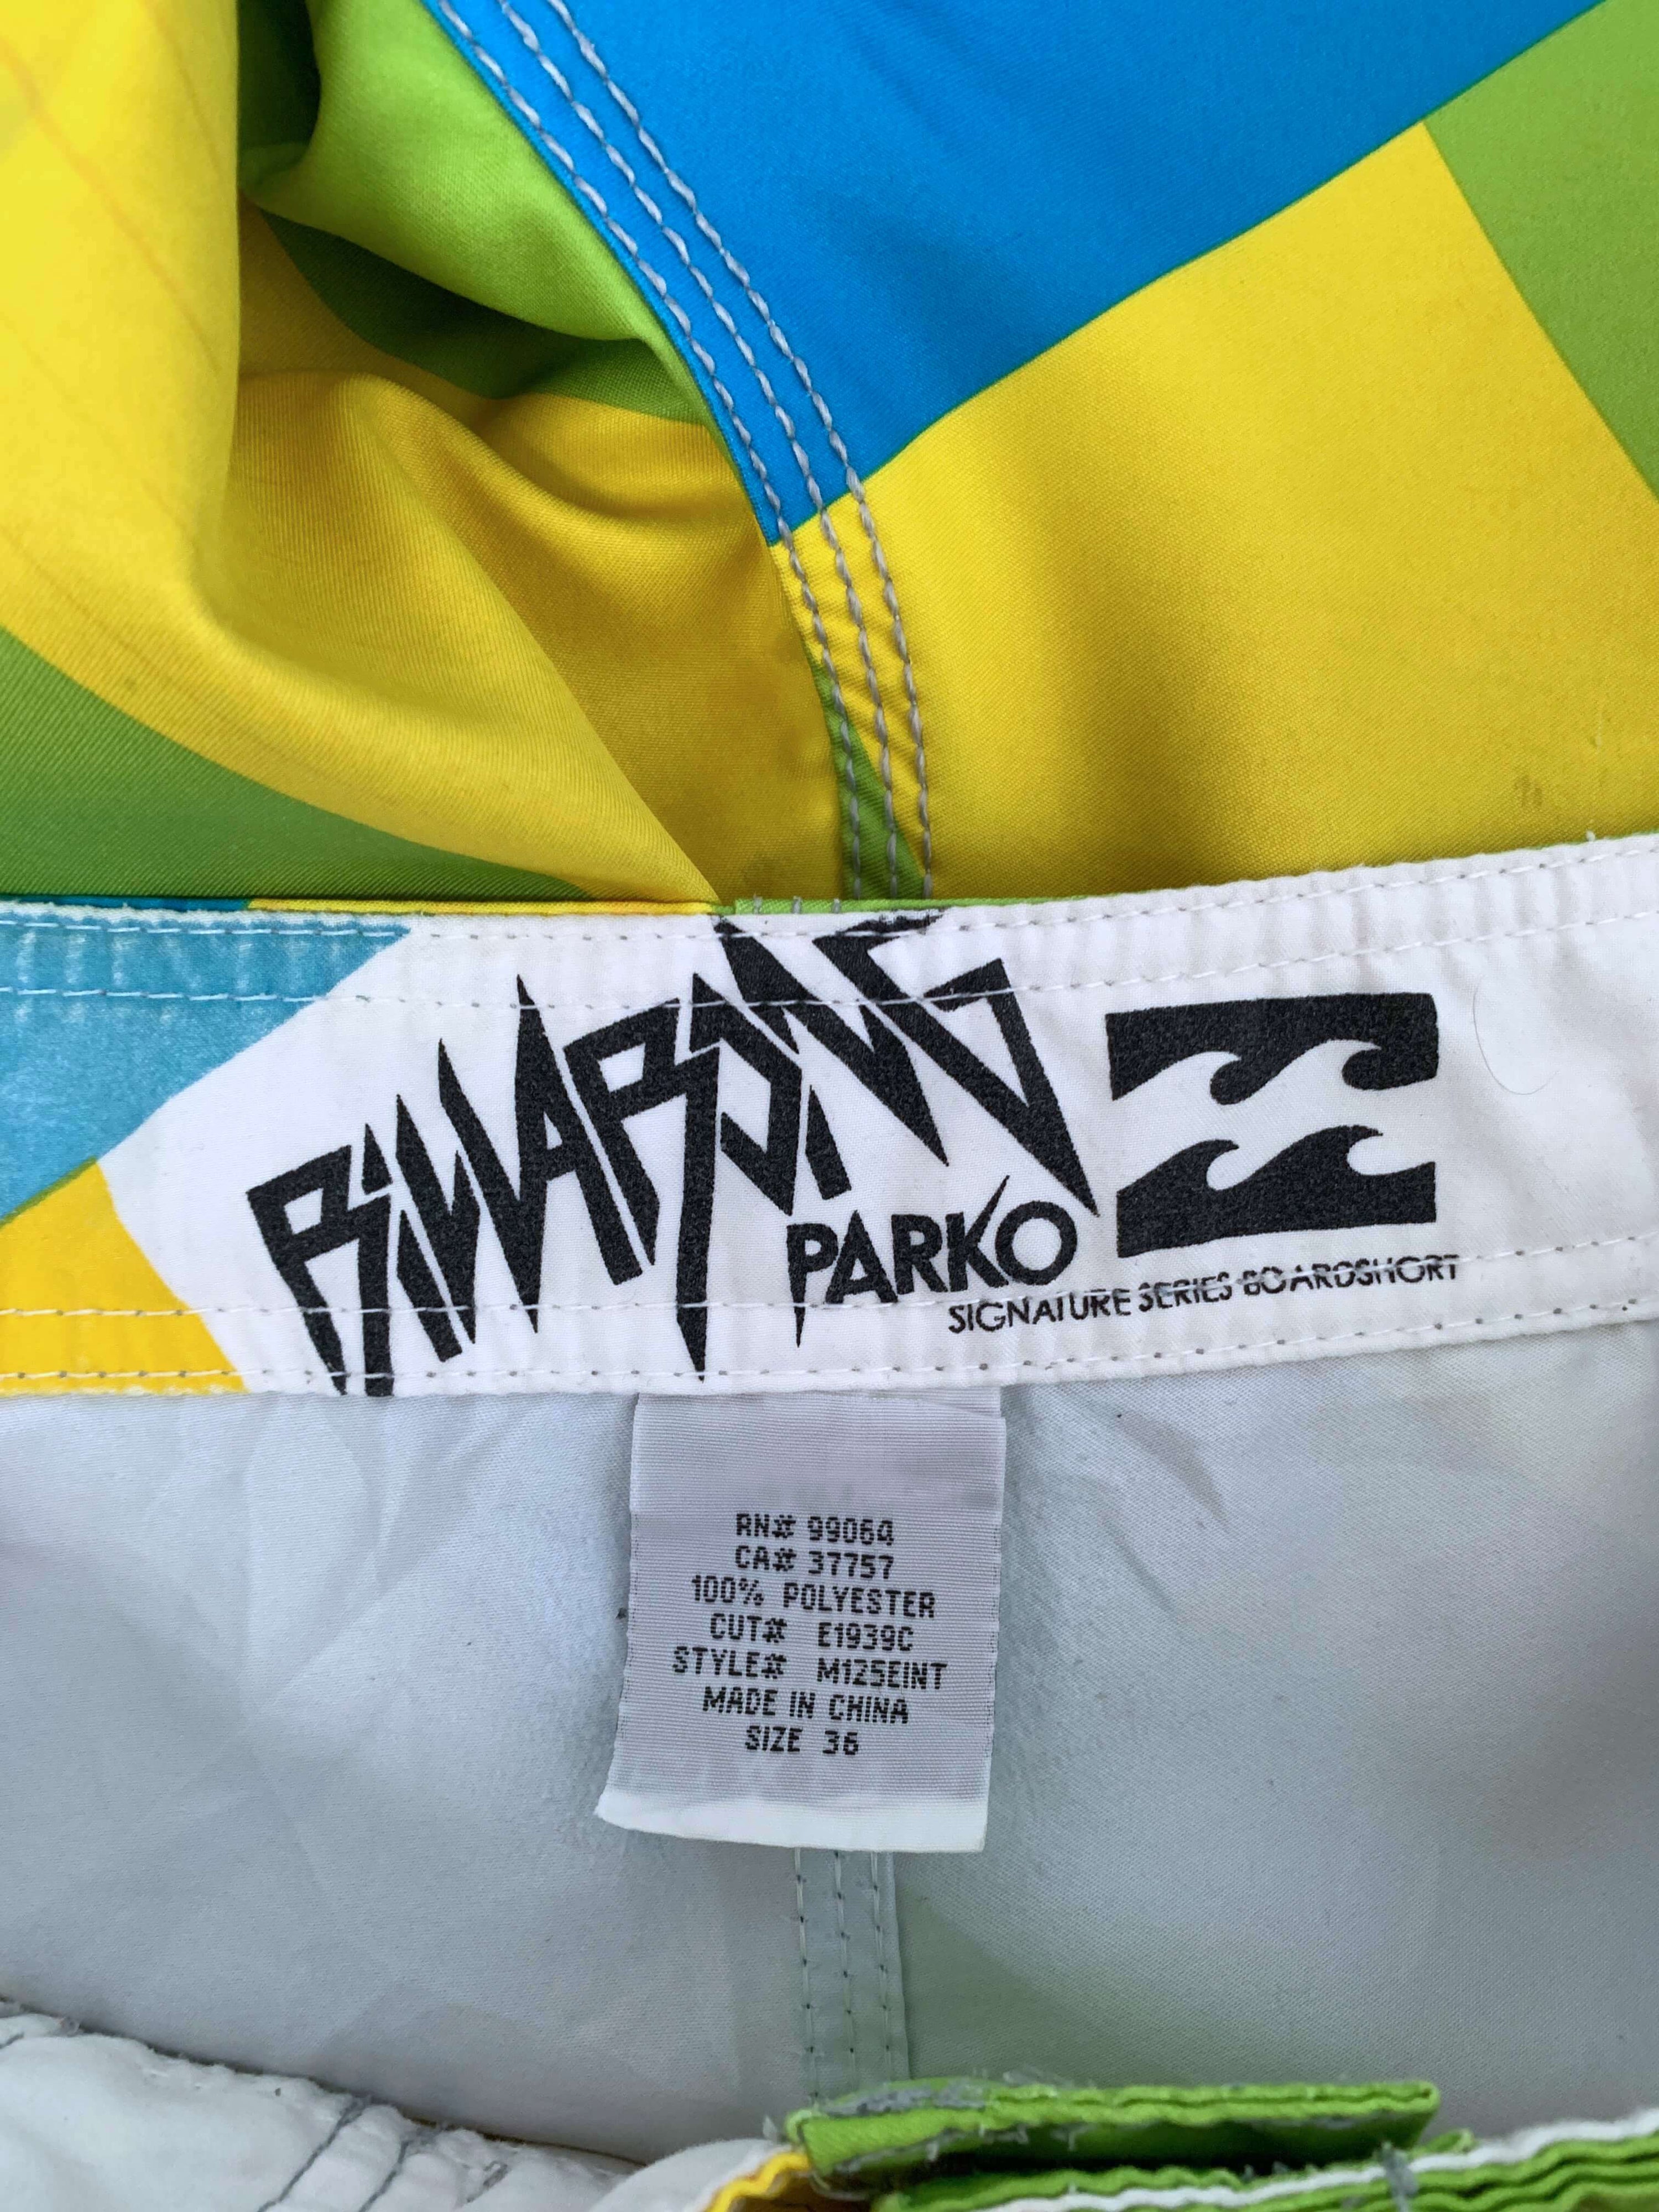 BILLABONG
PARKO
SIGNATURE SERIES BOARDSHORT
RN# 99064
CA# 37757
100% POLYESTER
CUT# E1939C
STYLE# M125EINT
MADE IN CHINA
SIZE 36